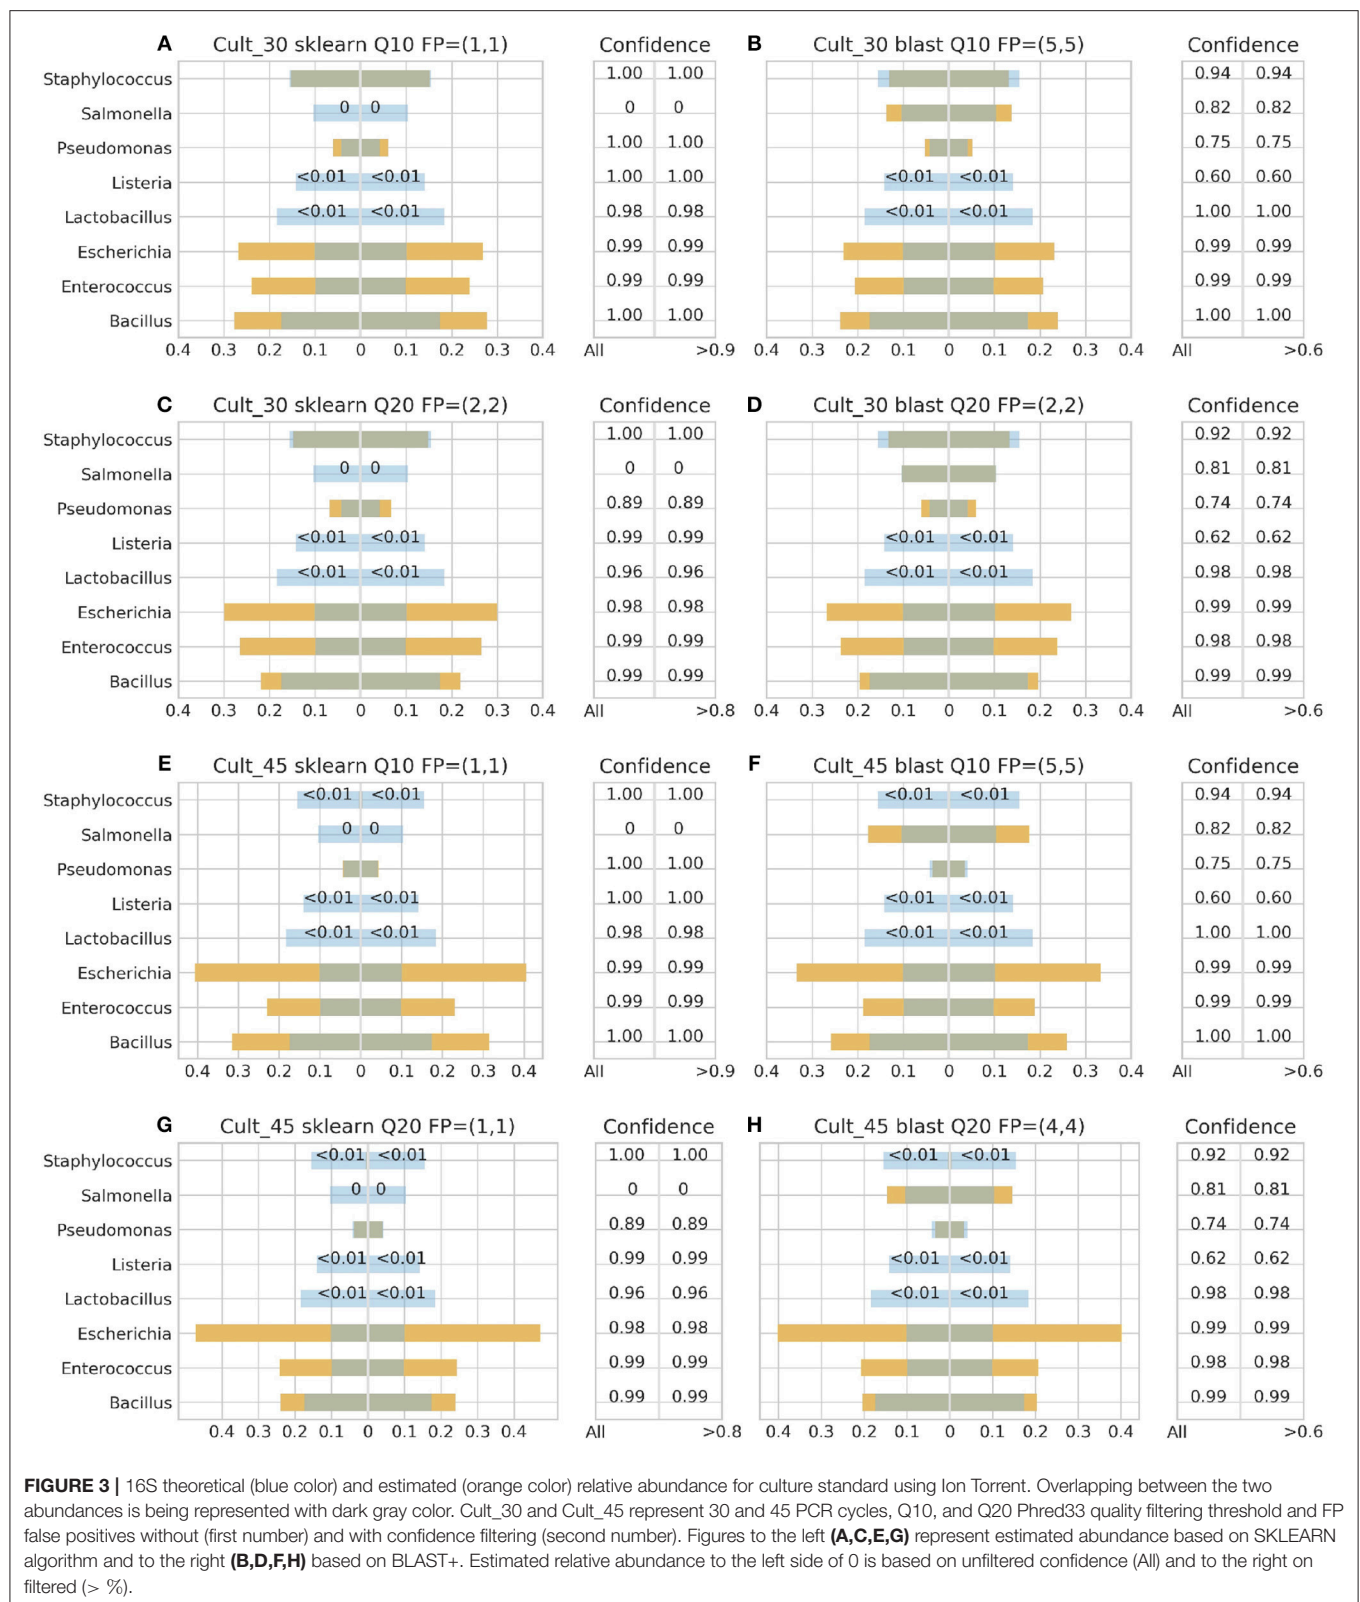 A Cult_30 sklearn Q10 FP=(1,1) Confidence
Staphylococcus 1.00 1.00
Salmonella 0 0 0 0
Pseudomonas 1.00 1.00
Listeria <0.01 <0.01 1.00 1.00
Lactobacillus <0.01 <0.01 0.98 0.98
Escherichia 0.99 0.99
Enterococcus 0.99 0.99
Bacillus 1.00 1.00
0.4 0.3 0.2 0.1 0 0.1 0.2 0.3 0.4 All >0.9
B Cult_30 blast Q10 FP=(5,5) Confidence
0.94 0.94
0.82 0.82
0.75 0.75
<0.01 <0.01 0.60 0.60
<0.01 <0.01 1.00 1.00
0.99 0.99
0.99 0.99
1.00 1.00
0.4 0.3 0.2 0.1 0 0.1 0.2 0.3 0.4 All >0.6
C Cult_30 sklearn Q20 FP=(2,2) Confidence
Staphylococcus 1.00 1.00
Salmonella 0 0 0 0
Pseudomonas 0.89 0.89
Listeria <0.01 <0.01 0.99 0.99
Lactobacillus <0.01 <0.01 0.96 0.96
Escherichia 0.98 0.98
Enterococcus 0.99 0.99
Bacillus 0.99 0.99
0.4 0.3 0.2 0.1 0 0.1 0.2 0.3 0.4 All >0.8
D Cult_30 blast Q20 FP=(2,2) Confidence
0.92 0.92
0.81 0.81
0.74 0.74
<0.01 <0.01 0.62 0.62
<0.01 <0.01 0.98 0.98
0.99 0.99
0.98 0.98
0.99 0.99
0.4 0.3 0.2 0.1 0 0.1 0.2 0.3 0.4 All >0.6
E Cult_45 sklearn Q10 FP=(1,1) Confidence
Staphylococcus <0.01 <0.01 1.00 1.00
Salmonella 0 0 0 0
Pseudomonas 1.00 1.00
Listeria <0.01 <0.01 1.00 1.00
Lactobacillus <0.01 <0.01 0.98 0.98
Escherichia 0.99 0.99
Enterococcus 0.99 0.99
Bacillus 1.00 1.00
0.4 0.3 0.2 0.1 0 0.1 0.2 0.3 0.4 All >0.9
F Cult_45 blast Q10 FP=(5,5) Confidence
<0.01 <0.01 0.94 0.94
0.82 0.82
0.75 0.75
<0.01 <0.01 0.60 0.60
<0.01 <0.01 1.00 1.00
0.99 0.99
0.99 0.99
1.00 1.00
0.4 0.3 0.2 0.1 0 0.1 0.2 0.3 0.4 All >0.6
G Cult_45 sklearn Q20 FP=(1,1) Confidence
Staphylococcus <0.01 <0.01 1.00 1.00
Salmonella 0 0 0 0
Pseudomonas 0.89 0.89
Listeria <0.01 <0.01 0.99 0.99
Lactobacillus <0.01 <0.01 0.96 0.96
Escherichia 0.98 0.98
Enterococcus 0.99 0.99
Bacillus 0.99 0.99
0.4 0.3 0.2 0.1 0 0.1 0.2 0.3 0.4 All >0.8
H Cult_45 blast Q20 FP=(4,4) Confidence
<0.01 <0.01 0.92 0.92
0.81 0.81
0.74 0.74
<0.01 <0.01 0.62 0.62
<0.01 <0.01 0.98 0.98
0.99 0.99
0.98 0.98
0.99 0.99
0.4 0.3 0.2 0.1 0 0.1 0.2 0.3 0.4 All >0.6
FIGURE 3 | 16S theoretical (blue color) and estimated (orange color) relative abundance for culture standard using Ion Torrent. Overlapping between the two
abundances is being represented with dark gray color. Cult_30 and Cult_45 represent 30 and 45 PCR cycles, Q10, and Q20 Phred33 quality filtering threshold and FP
false positives without (first number) and with confidence filtering (second number). Figures to the left (A,C,E,G) represent estimated abundance based on SKLEARN
algorithm and to the right (B,D,F,H) based on BLAST+. Estimated relative abundance to the left side of 0 is based on unfiltered confidence (All) and to the right on
filtered (> %).